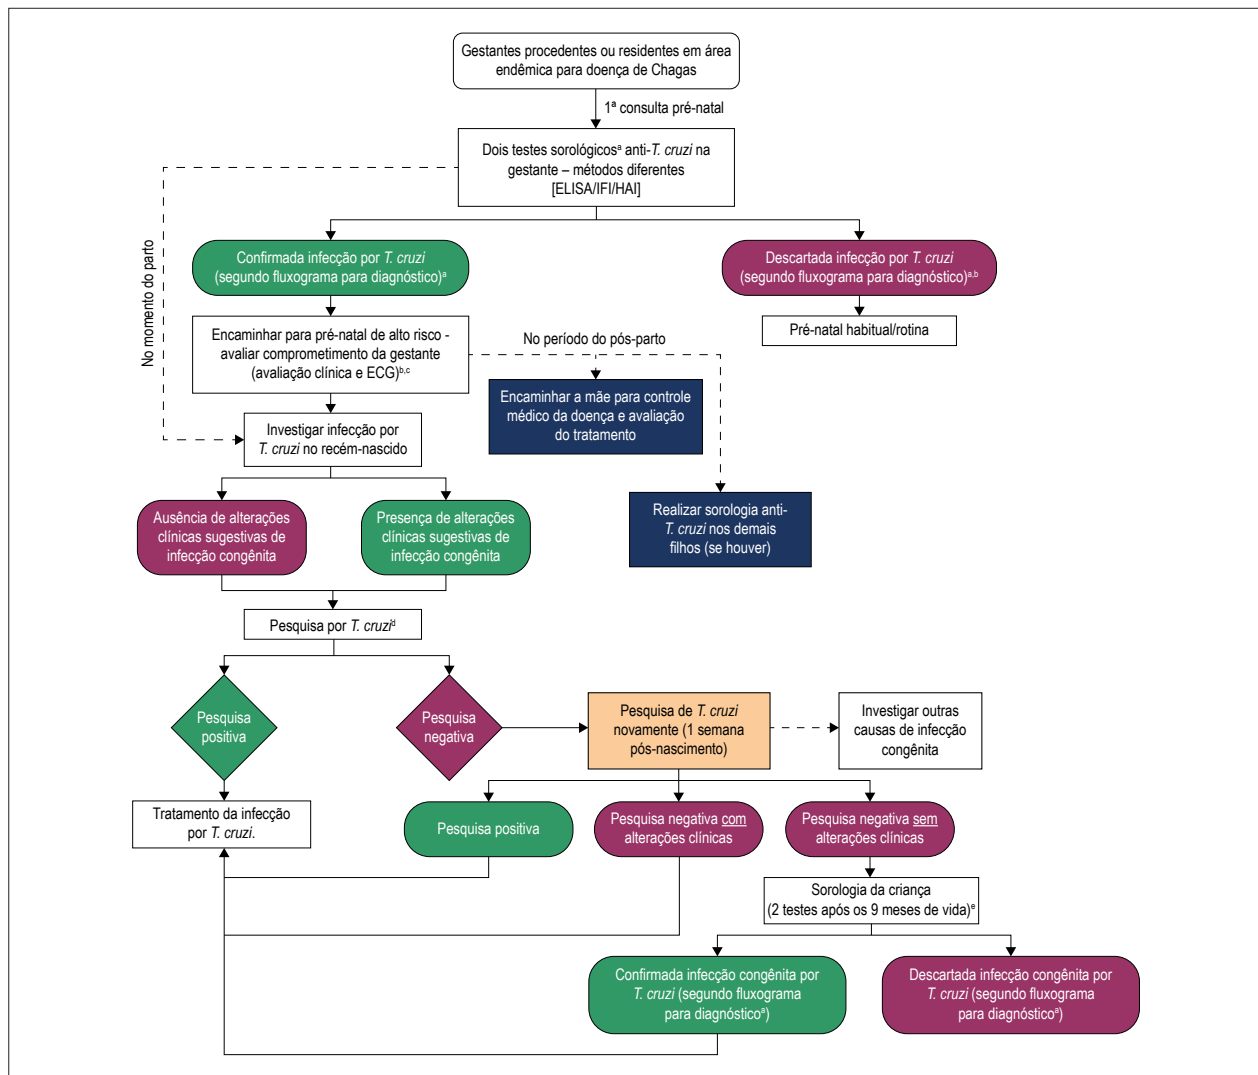 Gestantes procedentes ou residentes em área
endêmica para doença de Chagas
1ª consulta pré-natal
Dois testes sorológicosª anti-T. cruzi na
gestante – métodos diferentes
[ELISA/IFI/HAI]
No momento do parto
Confirmada infecção por T. cruzi
(segundo fluxograma para diagnóstico)ª
Descartada infecção por T. cruzi
(segundo fluxograma para diagnóstico)a,b
Encaminhar para pré-natal de alto risco -
avaliar comprometimento da gestante
(avaliação clínica e ECG)b,c
Pré-natal habitual/rotina
No período do pós-parto
Encaminhar a mãe para controle
médico da doença e avaliação
do tratamento
Investigar infecção por
T. cruzi no recém-nascido
Realizar sorologia anti-
T. cruzi nos demais
filhos (se houver)
Ausência de alterações
clínicas sugestivas de
infecção congênita
Presença de alterações
clínicas sugestivas de
infecção congênita
Pesquisa por T. cruziᵈ
Pesquisa
positiva
Pesquisa
negativa
Pesquisa de T. cruzi
novamente (1 semana
pós-nascimento)
Investigar outras
causas de infecção
congênita
Tratamento da infecção
por T. cruzi.
Pesquisa positiva
Pesquisa negativa com
alterações clínicas
Pesquisa negativa sem
alterações clínicas
Sorologia da criança
(2 testes após os 9 meses de vida)ᵉ
Confirmada infecção congênita por
T. cruzi (segundo fluxograma
para diagnósticoª)
Descartada infecção congênita por
T. cruzi (segundo fluxograma
para diagnósticoª)